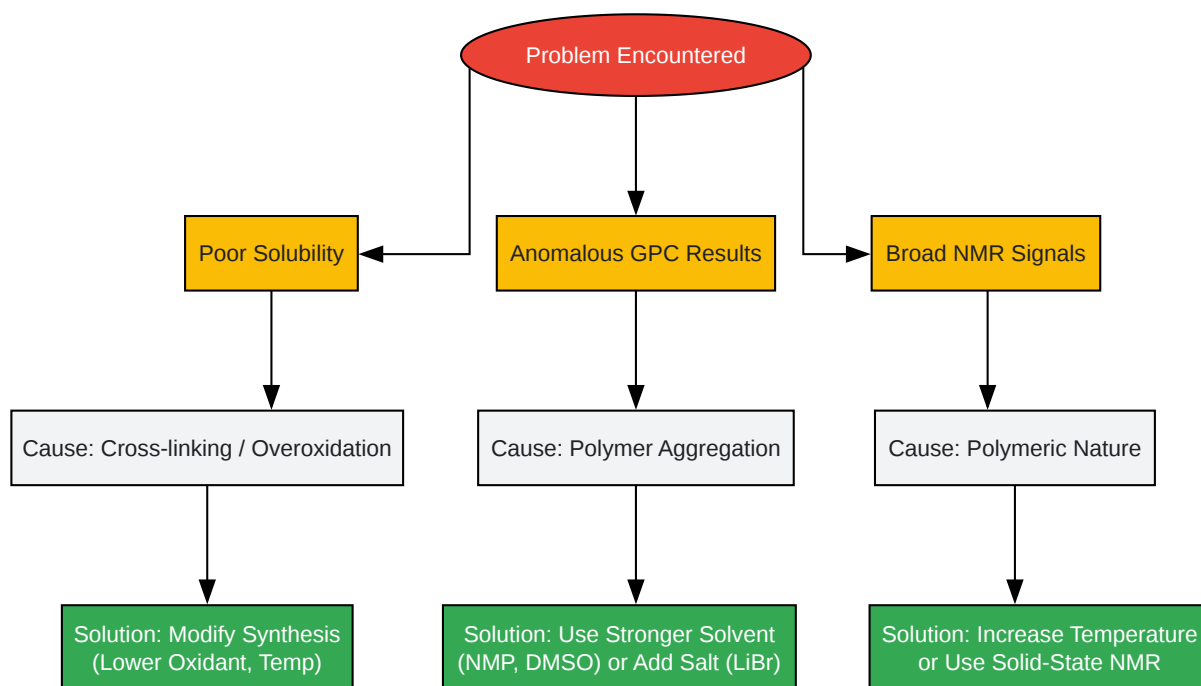 Problem Encountered
Poor Solubility
Anomalous GPC Results
Broad NMR Signals
Cause: Cross-linking / Overoxidation
Cause: Polymer Aggregation
Cause: Polymeric Nature
Solution: Modify Synthesis
(Lower Oxidant, Temp)
Solution: Use Stronger Solvent
(NMP, DMSO) or Add Salt (LiBr)
Solution: Increase Temperature
or Use Solid-State NMR